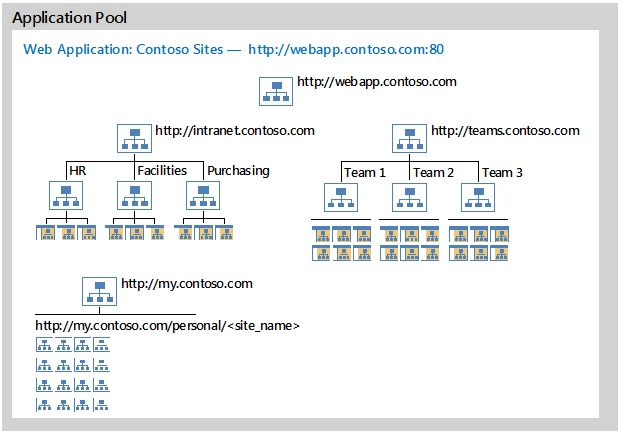 Application Pool
Web Application: Contoso Sites — http://webapp.contoso.com:80
http://webapp.contoso.com
http://intranet.contoso.com
http://teams.contoso.com
HR
Facilities
Purchasing
Team 1
Team 2
Team 3
http://my.contoso.com
http://my.contoso.com/personal/<site_name>